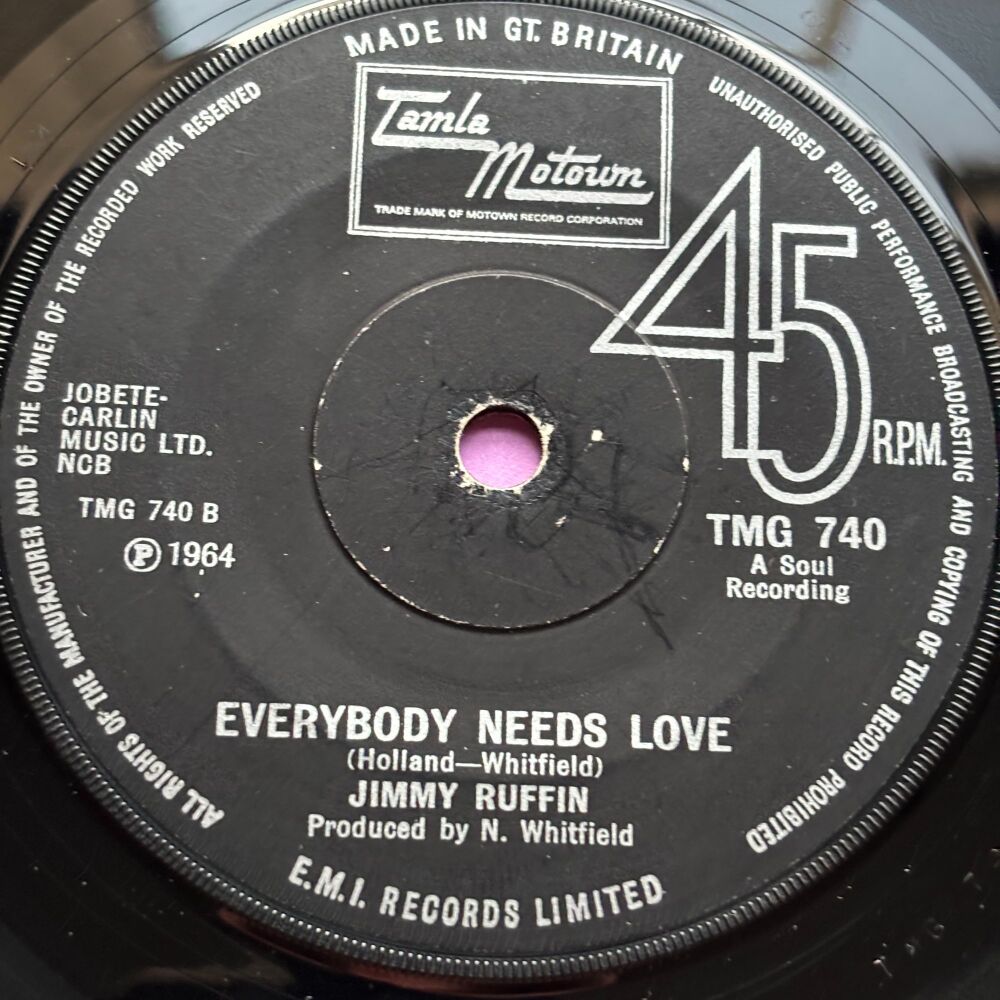 MADE IN GT. BRITAIN
Tamla
Motown
TRADE MARK OF MOTOWN RECORD CORPORATION
UNAUTHORISED PUBLIC PERFORMANCE BROADCASTING AND COPYING OF THIS RECORD PROHIBITED
ALL RIGHTS OF THE MANUFACTURER AND OF THE OWNER OF THE RECORDED WORK RESERVED
45
R.P.M.
JOBETE-
CARLIN
MUSIC LTD.
NCB
TMG 740 B
Ⓟ 1964
TMG 740
A Soul
Recording
EVERYBODY NEEDS LOVE
(Holland—Whitfield)
JIMMY RUFFIN
Produced by N. Whitfield
E.M.I. RECORDS LIMITED